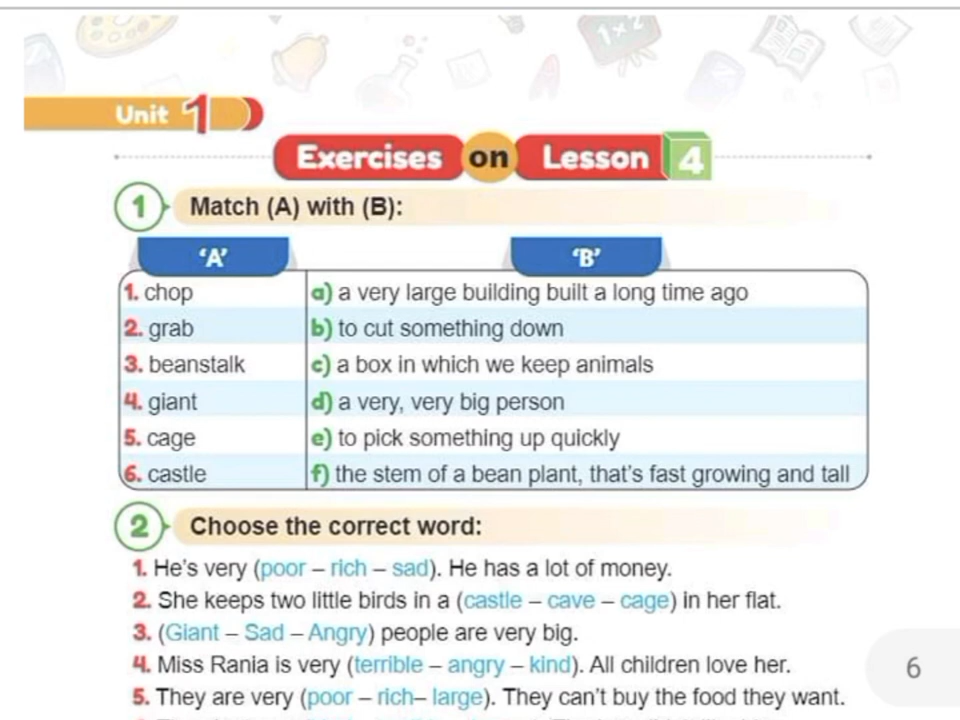 1×2
Unit 1
Exercises on Lesson 4
1 Match (A) with (B):
‘A’ ‘B’
1. chop a) a very large building built a long time ago
2. grab b) to cut something down
3. beanstalk c) a box in which we keep animals
4. giant d) a very, very big person
5. cage e) to pick something up quickly
6. castle f) the stem of a bean plant, that’s fast growing and tall
2 Choose the correct word:
1. He’s very (poor – rich – sad). He has a lot of money.
2. She keeps two little birds in a (castle – cave – cage) in her flat.
3. (Giant – Sad – Angry) people are very big.
4. Miss Rania is very (terrible – angry – kind). All children love her.
6
5. They are very (poor – rich– large). They can’t buy the food they want.